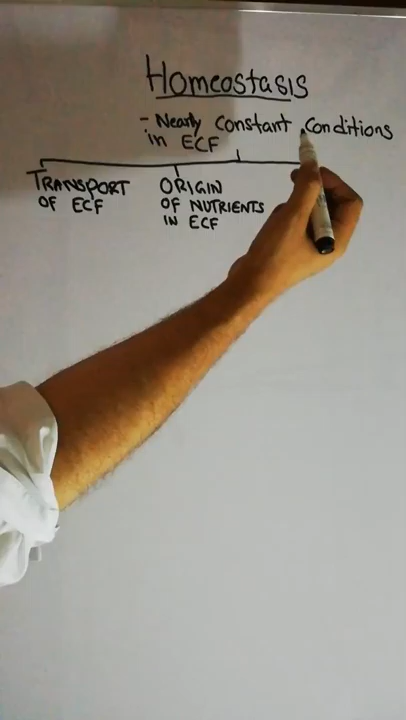 Homeostasis
- Nearly constant conditions
in ECF
TRANSPORT
OF ECF
ORIGIN
OF NUTRIENTS
IN ECF